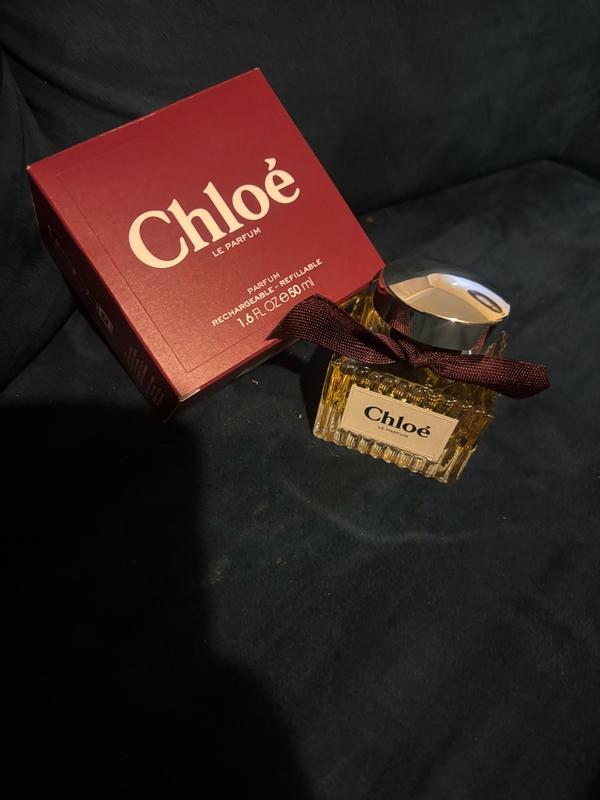 Chloé
LE PARFUM
PARFUM
RECHARGEABLE - REFILLABLE
1.6 FL OZ e 50 ml
Chloé
LE PARFUM